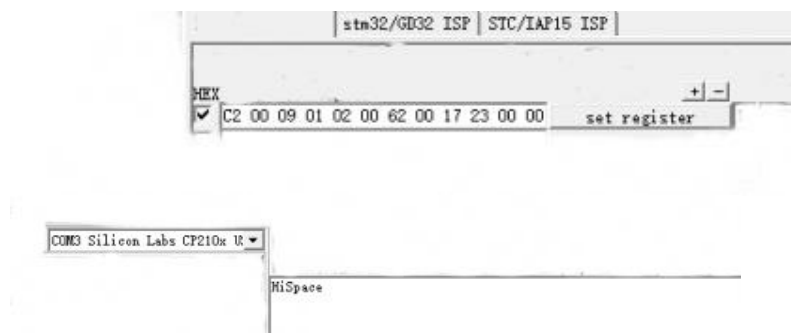 stm32/GD32 ISP STC/IAP15 ISP
HEX
C2 00 09 01 02 00 62 00 17 23 00 00 set register
COM3 Silicon Labs CP210x U
HiSpace